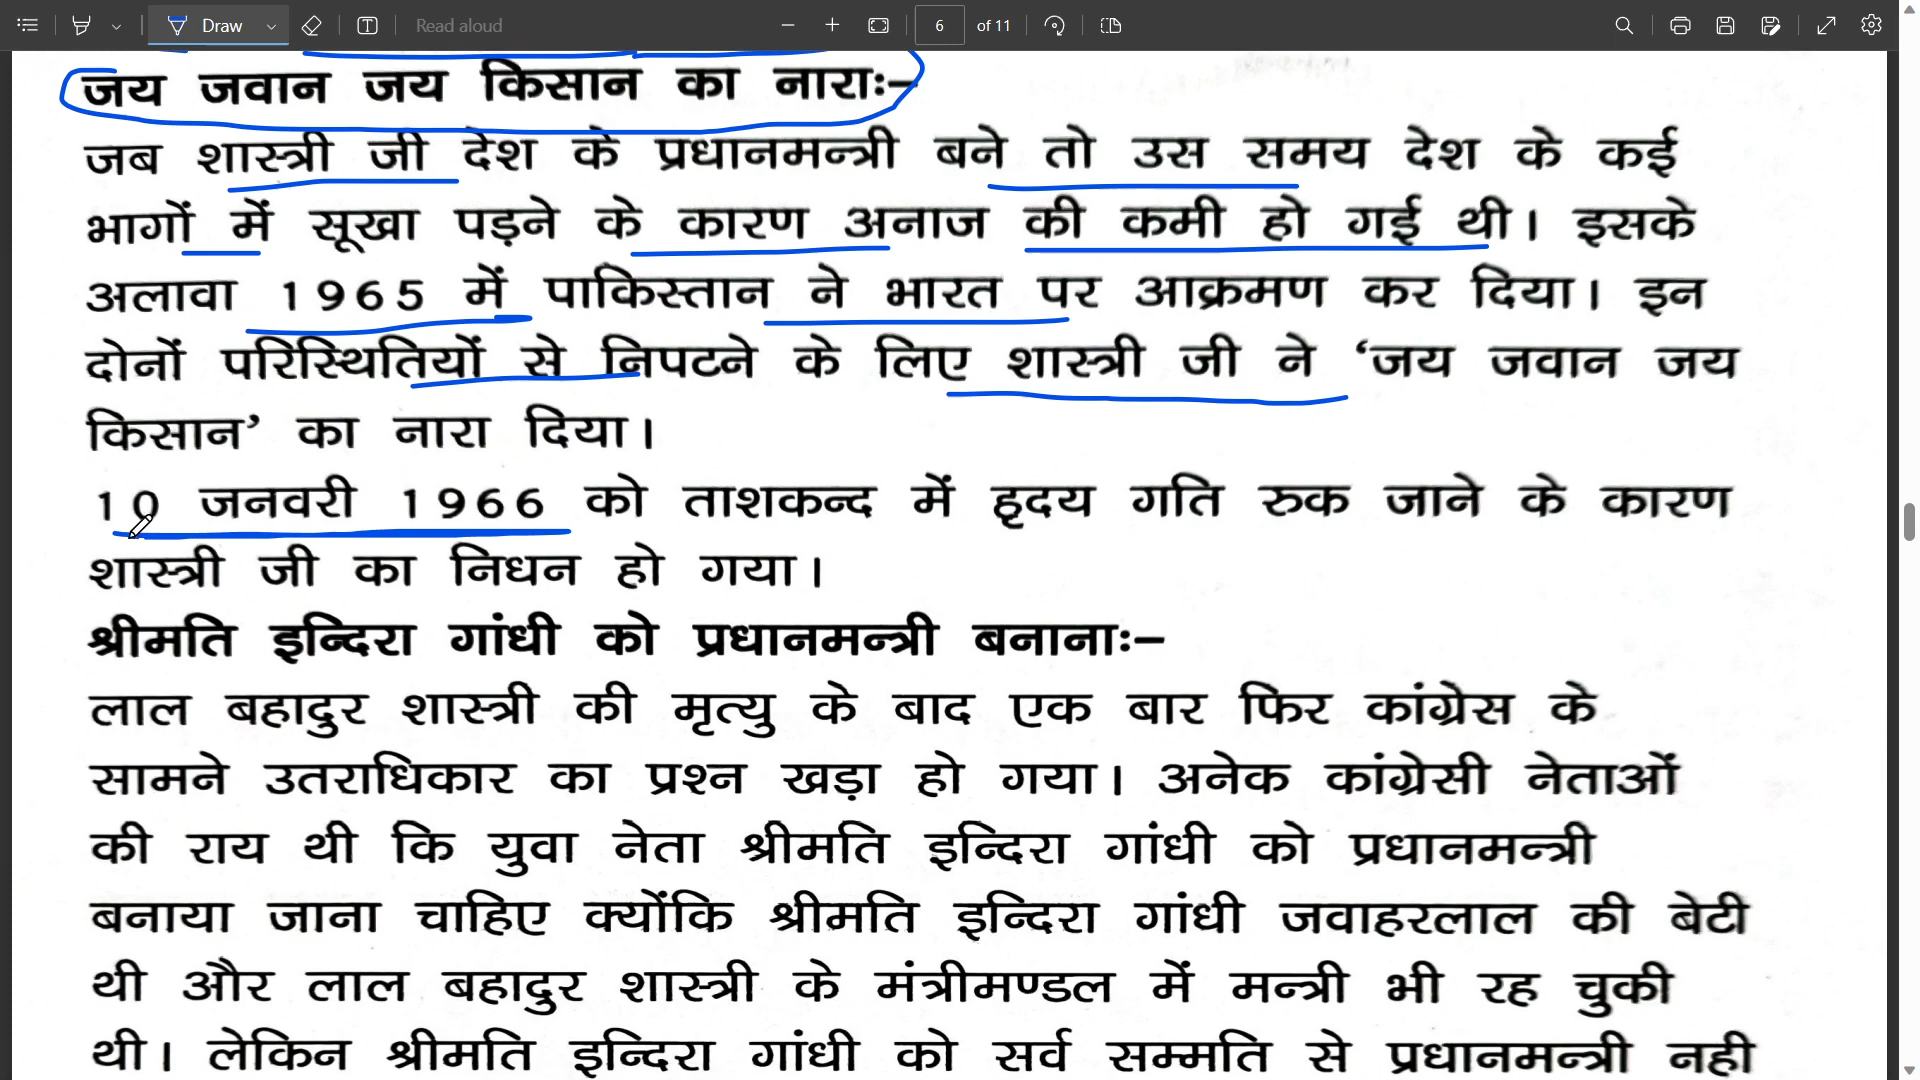 Draw
Read aloud
6 of 11
जय जवान जय किसान का नाराः–
जब शास्त्री जी देश के प्रधानमन्त्री बने तो उस समय देश के कई
भागों में सूखा पड़ने के कारण अनाज की कमी हो गई थी। इसके
अलावा 1965 में पाकिस्तान ने भारत पर आक्रमण कर दिया। इन
दोनों परिस्थितियों से निपटने के लिए शास्त्री जी ने ‘जय जवान जय
किसान’ का नारा दिया।
10 जनवरी 1966 को ताशकन्द में हृदय गति रुक जाने के कारण
शास्त्री जी का निधन हो गया।
श्रीमति इन्दिरा गांधी को प्रधानमन्त्री बनानाः–
लाल बहादुर शास्त्री की मृत्यु के बाद एक बार फिर कांग्रेस के
सामने उतराधिकार का प्रश्न खड़ा हो गया। अनेक कांग्रेसी नेताओं
की राय थी कि युवा नेता श्रीमति इन्दिरा गांधी को प्रधानमन्त्री
बनाया जाना चाहिए क्योंकि श्रीमति इन्दिरा गांधी जवाहरलाल की बेटी
थी और लाल बहादुर शास्त्री के मंत्रीमण्डल में मन्त्री भी रह चुकी
थी। लेकिन श्रीमति इन्दिरा गांधी को सर्व सम्मति से प्रधानमन्त्री नही